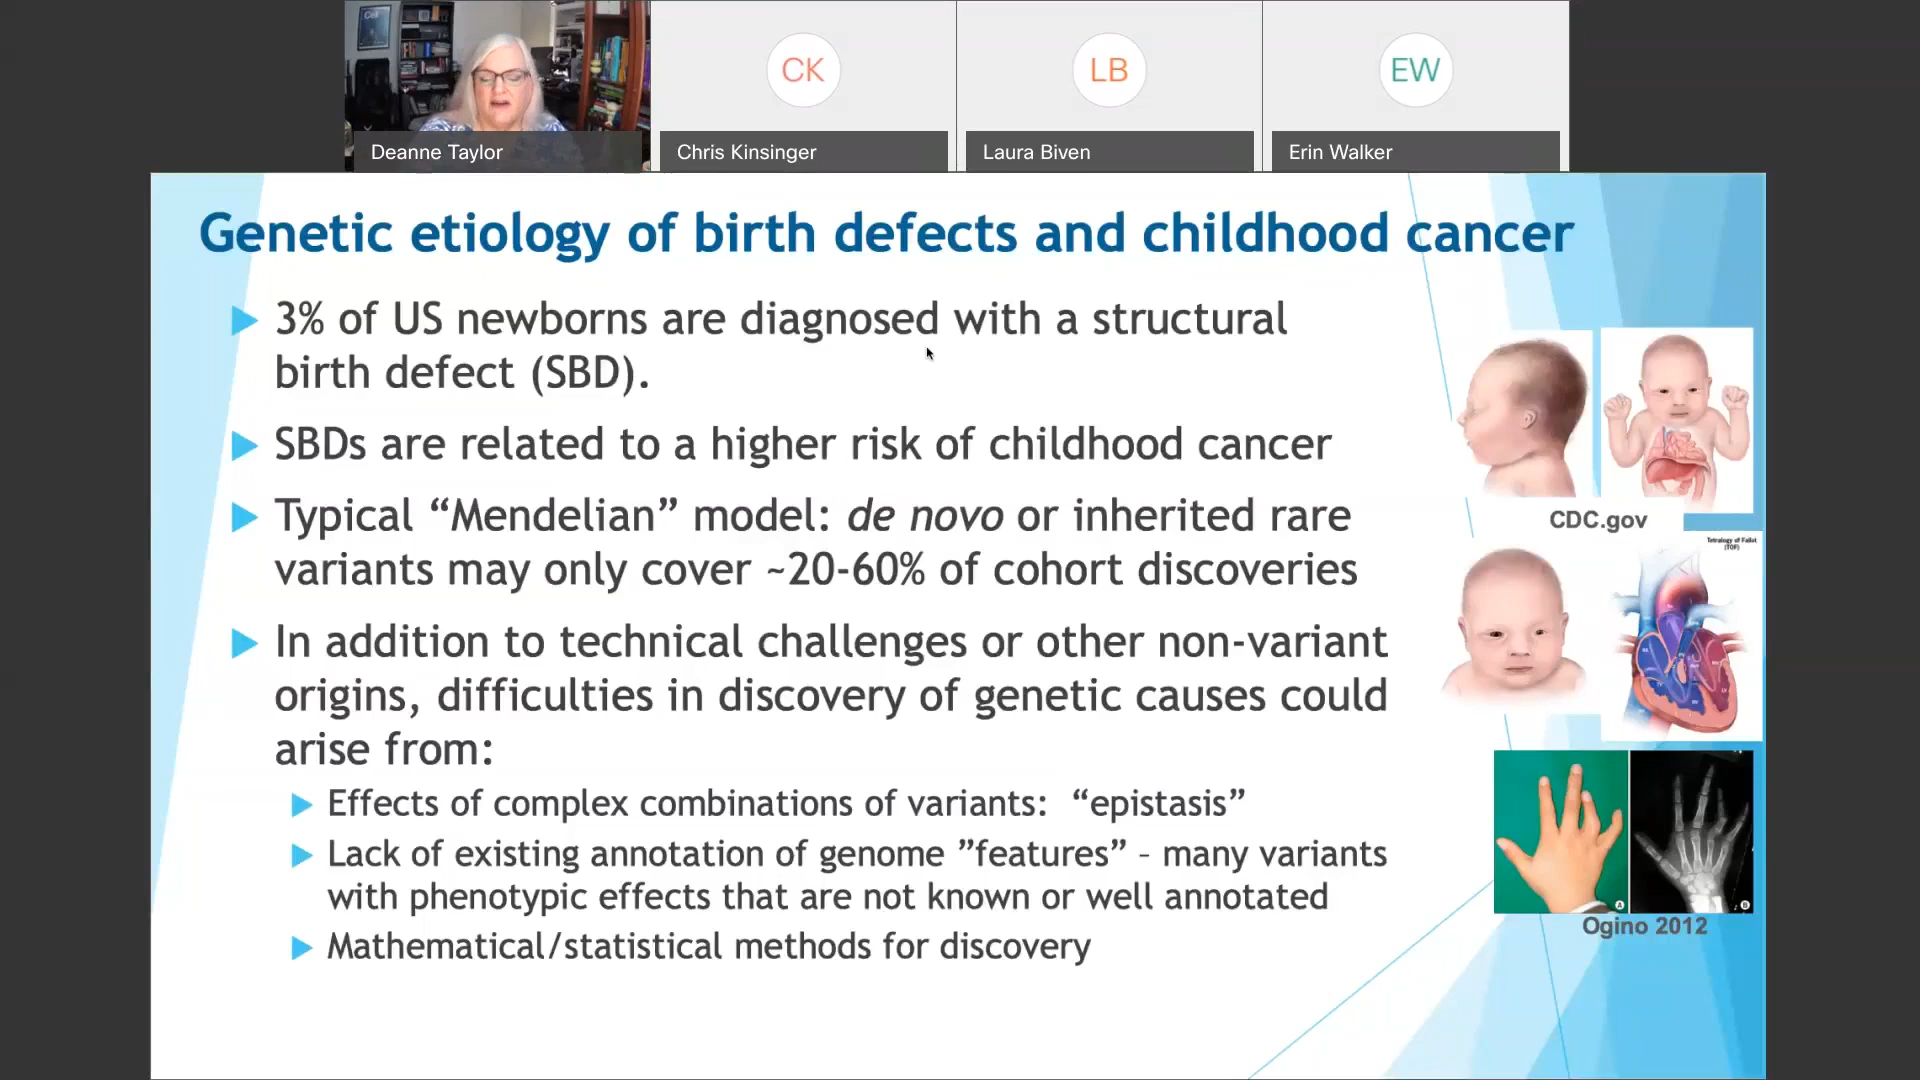 Cell
CK
LB
EW
Deanne Taylor
Chris Kinsinger
Laura Biven
Erin Walker
Genetic etiology of birth defects and childhood cancer
3% of US newborns are diagnosed with a structural
birth defect (SBD).
SBDs are related to a higher risk of childhood cancer
Typical “Mendelian” model: de novo or inherited rare
variants may only cover ~20-60% of cohort discoveries
In addition to technical challenges or other non-variant
origins, difficulties in discovery of genetic causes could
arise from:
Effects of complex combinations of variants: “epistasis”
Lack of existing annotation of genome ”features” – many variants
with phenotypic effects that are not known or well annotated
Mathematical/statistical methods for discovery
CDC.gov
Tetralogy of Fallot
(TOF)
A
B
Ogino 2012